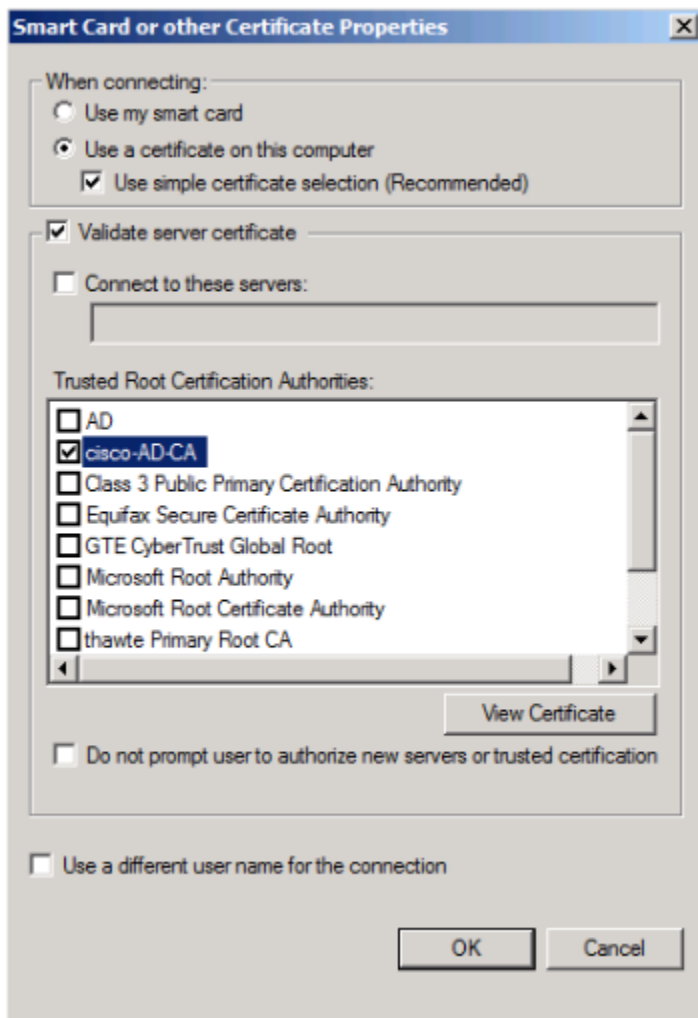 Smart Card or other Certificate Properties
When connecting:
Use my smart card
Use a certificate on this computer
Use simple certificate selection (Recommended)
Validate server certificate
Connect to these servers:
Trusted Root Certification Authorities:
AD
cisco-AD-CA
Class 3 Public Primary Certification Authority
Equifax Secure Certificate Authority
GTE CyberTrust Global Root
Microsoft Root Authority
Microsoft Root Certificate Authority
thawte Primary Root CA
View Certificate
Do not prompt user to authorize new servers or trusted certification
Use a different user name for the connection
OK Cancel